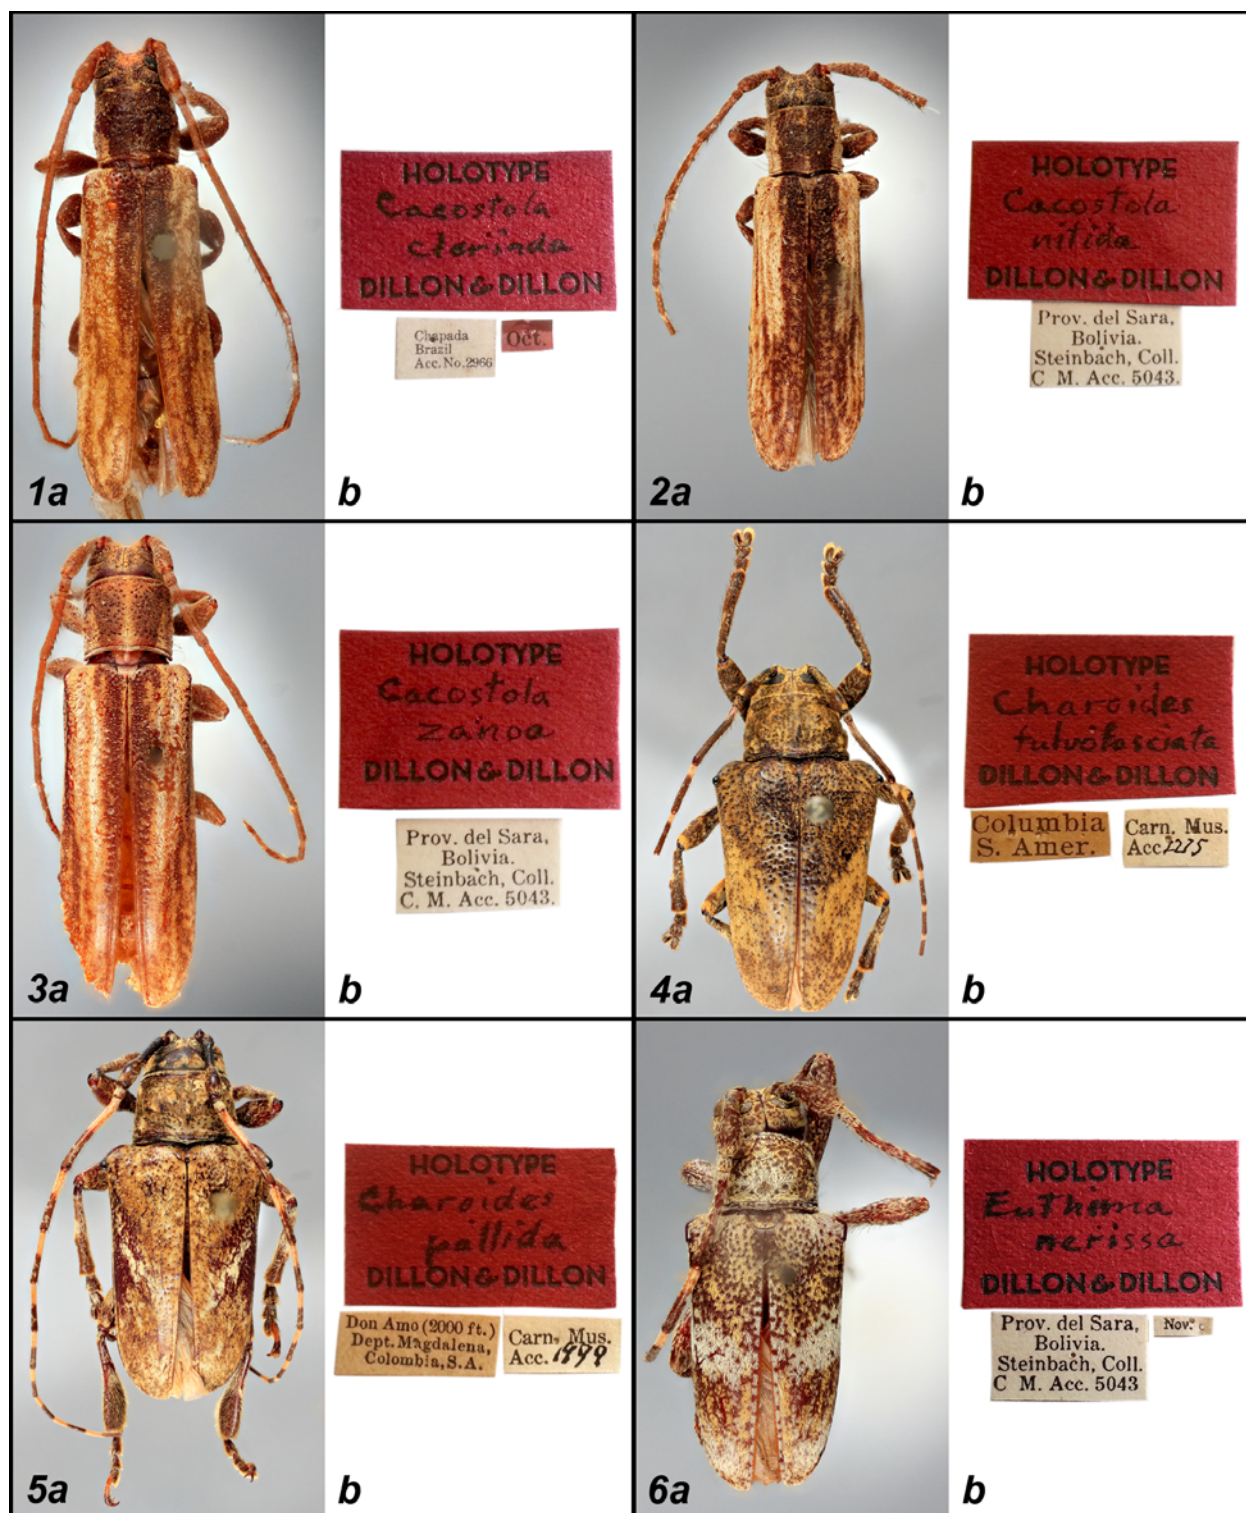 HOLOTYPE
Cacostola
DILLON & DILLON
Chapada
Brazil
Acc. No. 2966
Oct.
1a
b
HOLOTYPE
Cacostola
nitida
DILLON & DILLON
Prov. del Sara,
Bolivia.
Steinbach, Coll.
C M. Acc. 5043.
2a
b
HOLOTYPE
Cacostola
zanoa
DILLON & DILLON
Prov. del Sara,
Bolivia.
Steinbach, Coll.
C. M. Acc. 5043.
3a
b
HOLOTYPE
Charoides
fulvofasciata
DILLON & DILLON
Columbia
S. Amer.
Carn. Mus.
Acc 2275
4a
b
HOLOTYPE
Charoides
pallida
DILLON & DILLON
Don Amo (2000 ft.)
Dept. Magdalena,
Colombia, S.A.
Carn. Mus.
Acc. 1999
5a
b
HOLOTYPE
Euthima
nerissa
DILLON & DILLON
Prov. del Sara,
Bolivia.
Steinbach, Coll.
C M. Acc. 5043
Nov.
6a
b